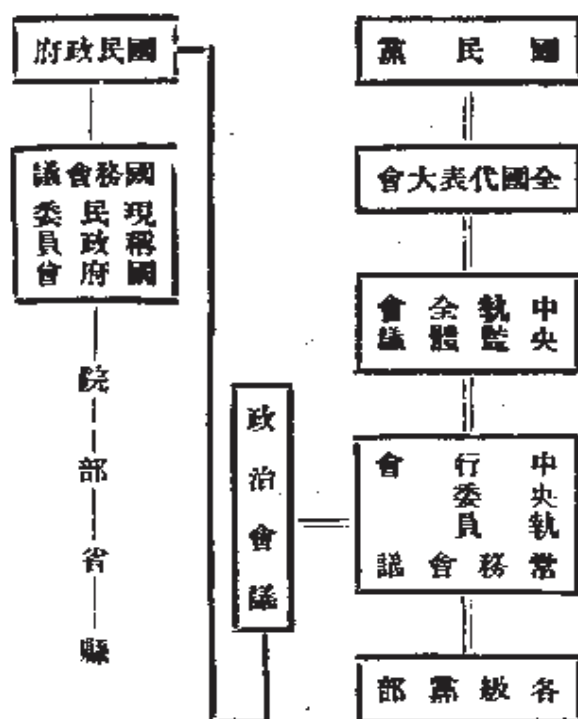 國民黨
全國代表大會
中央
執監
全體
會議
中央執
行委員
會
常務會議
各級黨部
政治會議
國民政府
國務會議
現稱國
民政府
委員會
院
部
省
縣